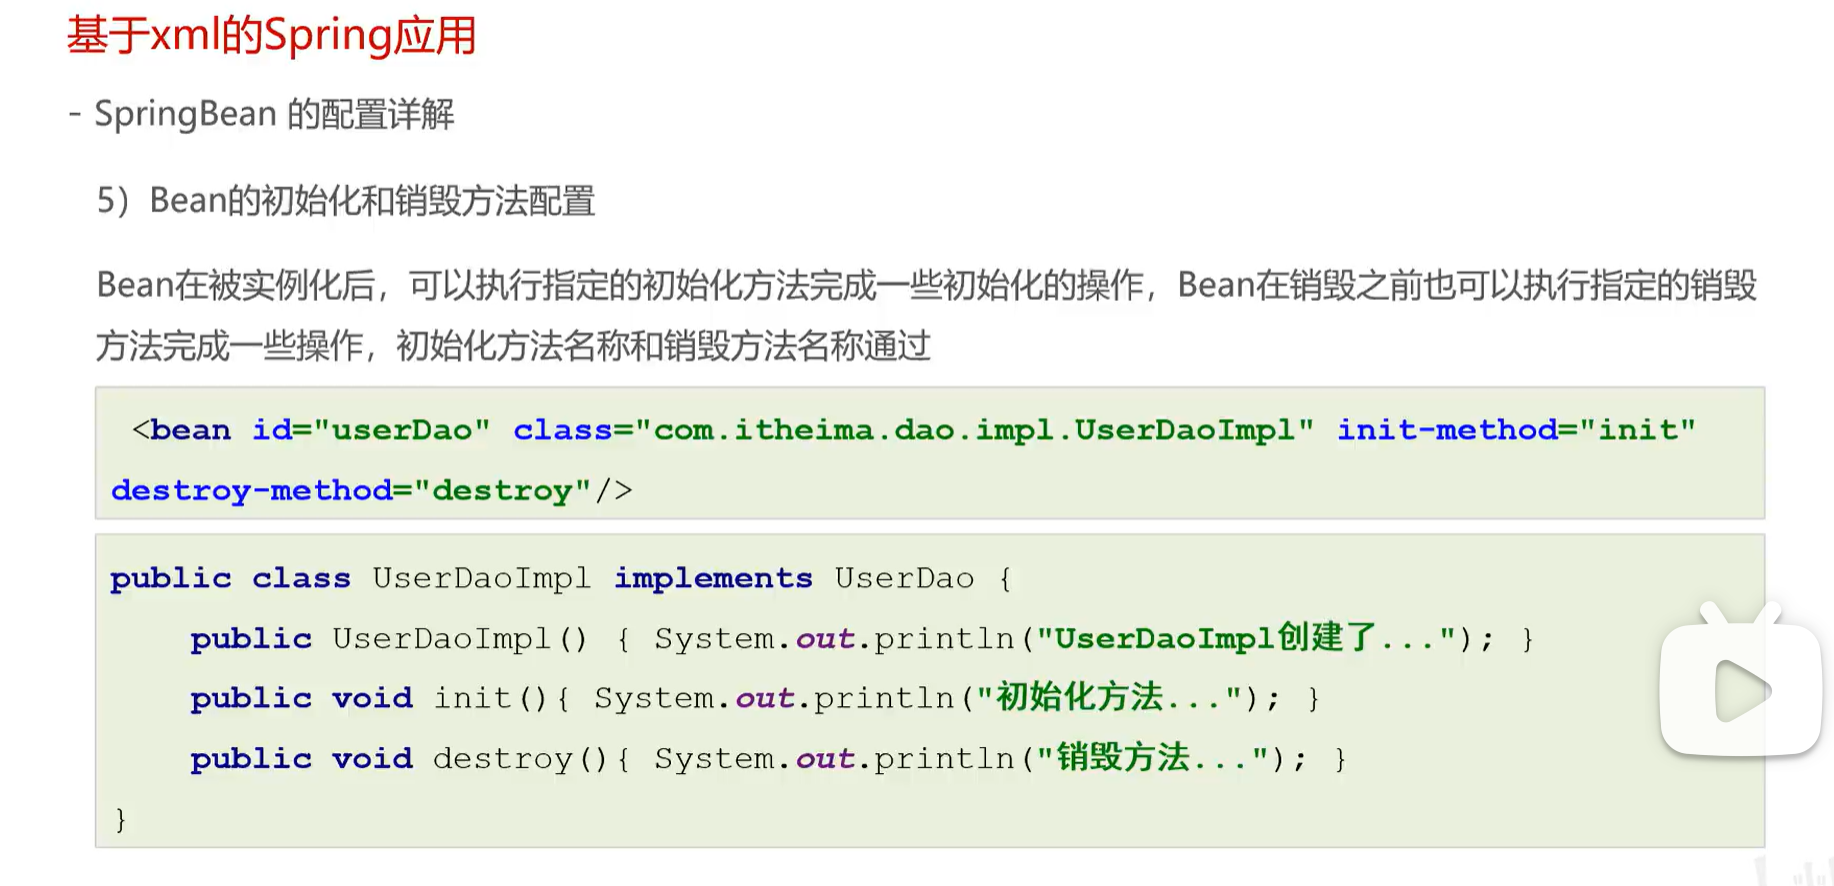 基于xml的Spring应用
- SpringBean 的配置详解
5）Bean的初始化和销毁方法配置
Bean在被实例化后，可以执行指定的初始化方法完成一些初始化的操作，Bean在销毁之前也可以执行指定的销毁
方法完成一些操作，初始化方法名称和销毁方法名称通过
<bean id="userDao" class="com.itheima.dao.impl.UserDaoImpl" init-method="init"
destroy-method="destroy"/>
public class UserDaoImpl implements UserDao {
    public UserDaoImpl() { System.out.println("UserDaoImpl创建了..."); }
    public void init(){ System.out.println("初始化方法..."); }
    public void destroy(){ System.out.println("销毁方法..."); }
}